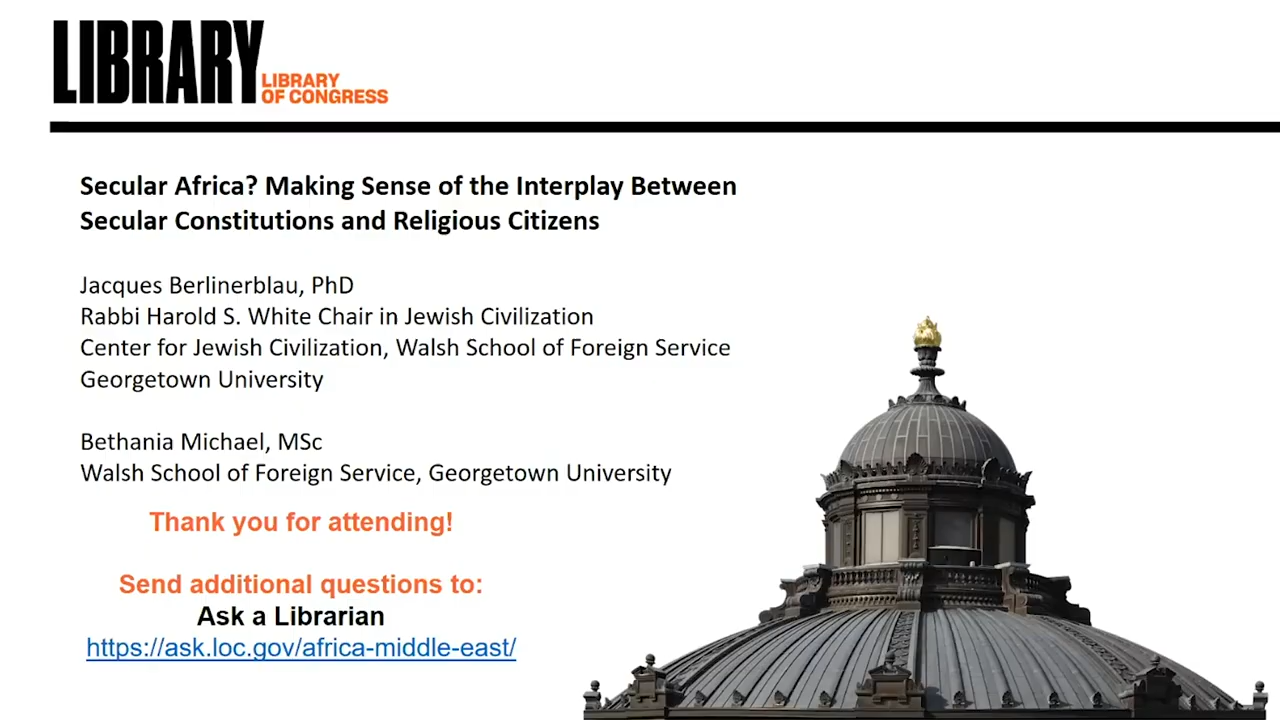 LIBRARY
LIBRARY
OF CONGRESS
Secular Africa? Making Sense of the Interplay Between
Secular Constitutions and Religious Citizens
Jacques Berlinerblau, PhD
Rabbi Harold S. White Chair in Jewish Civilization
Center for Jewish Civilization, Walsh School of Foreign Service
Georgetown University
Bethania Michael, MSc
Walsh School of Foreign Service, Georgetown University
Thank you for attending!
Send additional questions to:
Ask a Librarian
https://ask.loc.gov/africa-middle-east/